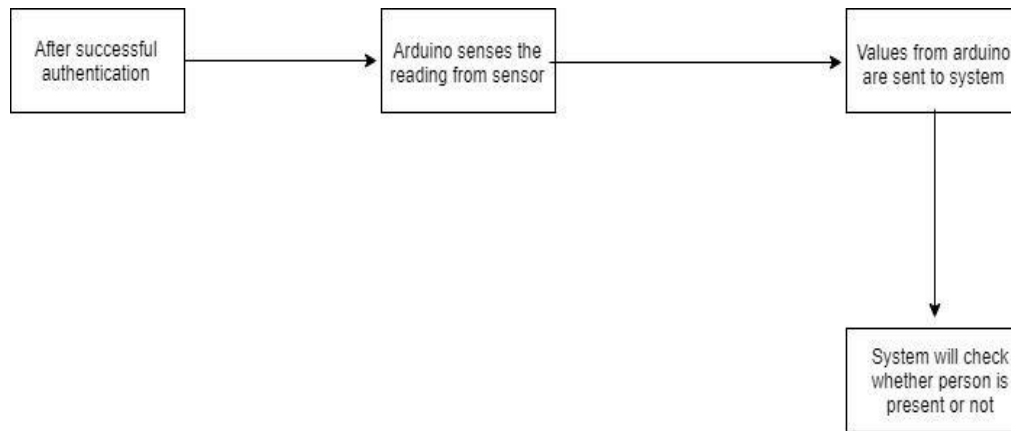 After successful
authentication
Arduino senses the
reading from sensor
Values from arduino
are sent to system
System will check
whether person is
present or not